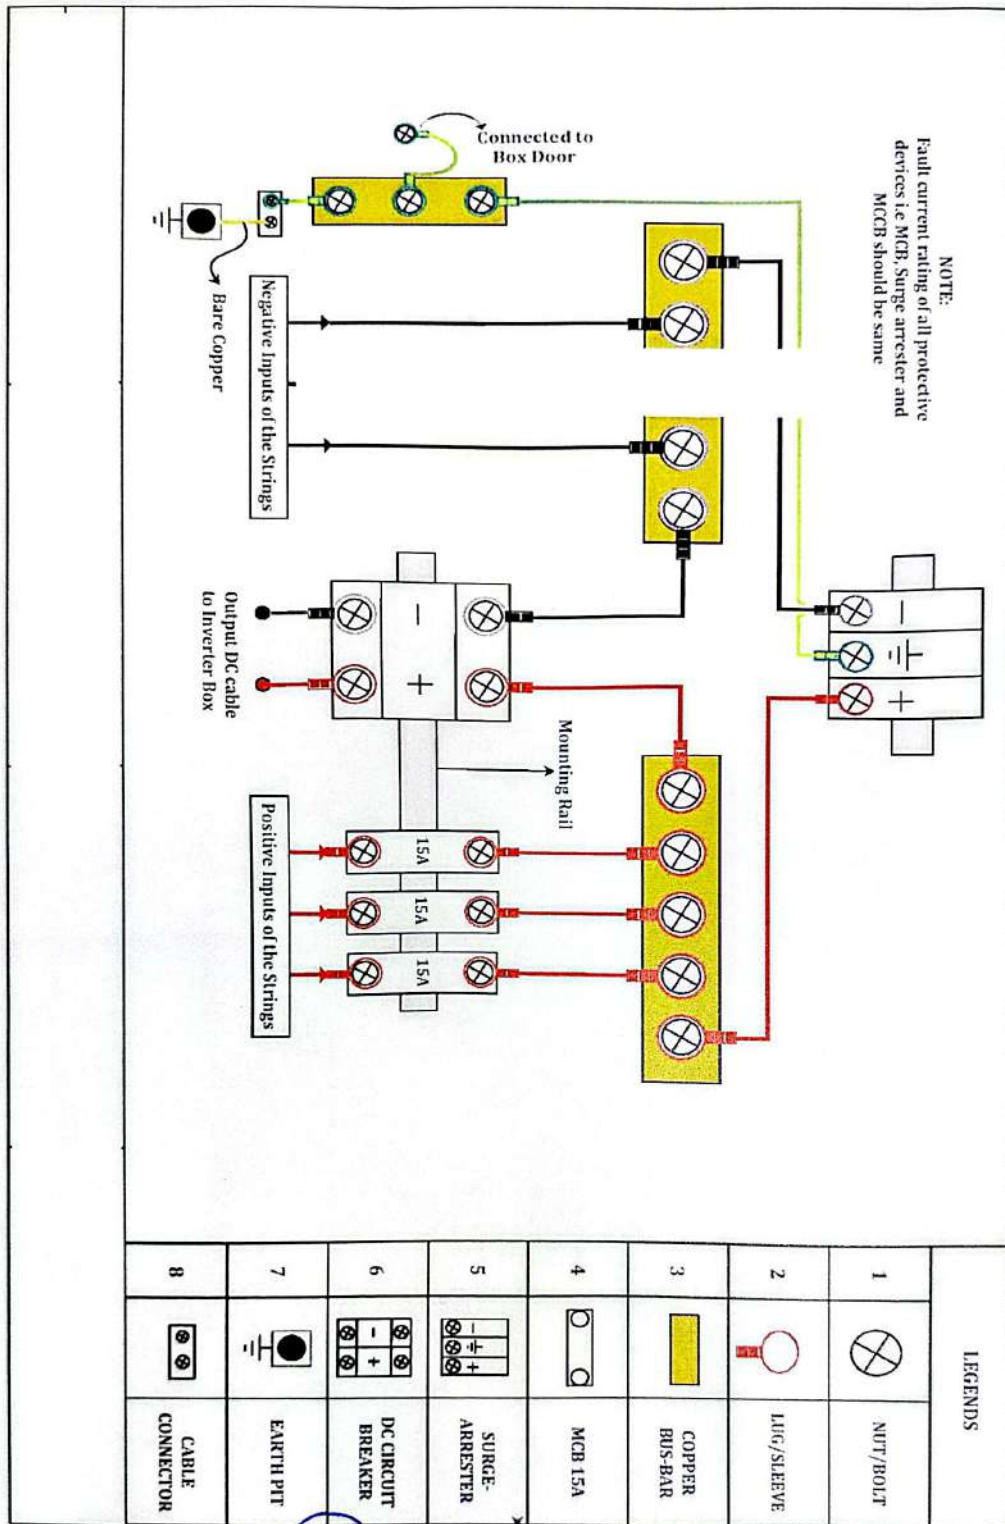 NOTE:
Fault current rating of all protective
devices i.e MCB, Surge arrester and
MCCB should be same
Connected to
Box Door
Bare Copper
Negative Inputs of the Strings
Output DC cable
to Inverter Box
Mounting Rail
Positive Inputs of the Strings
15A
15A
15A
−
+
−
+
LEGENDS
1
NUT/BOLT
2
LUG/SLEEVE
3
COPPER
BUS-BAR
4
MCB 15A
5
− +
SURGE-
ARRESTER
6
− +
DC CIRCUIT
BREAKER
7
EARTH PIT
8
CABLE
CONNECTOR